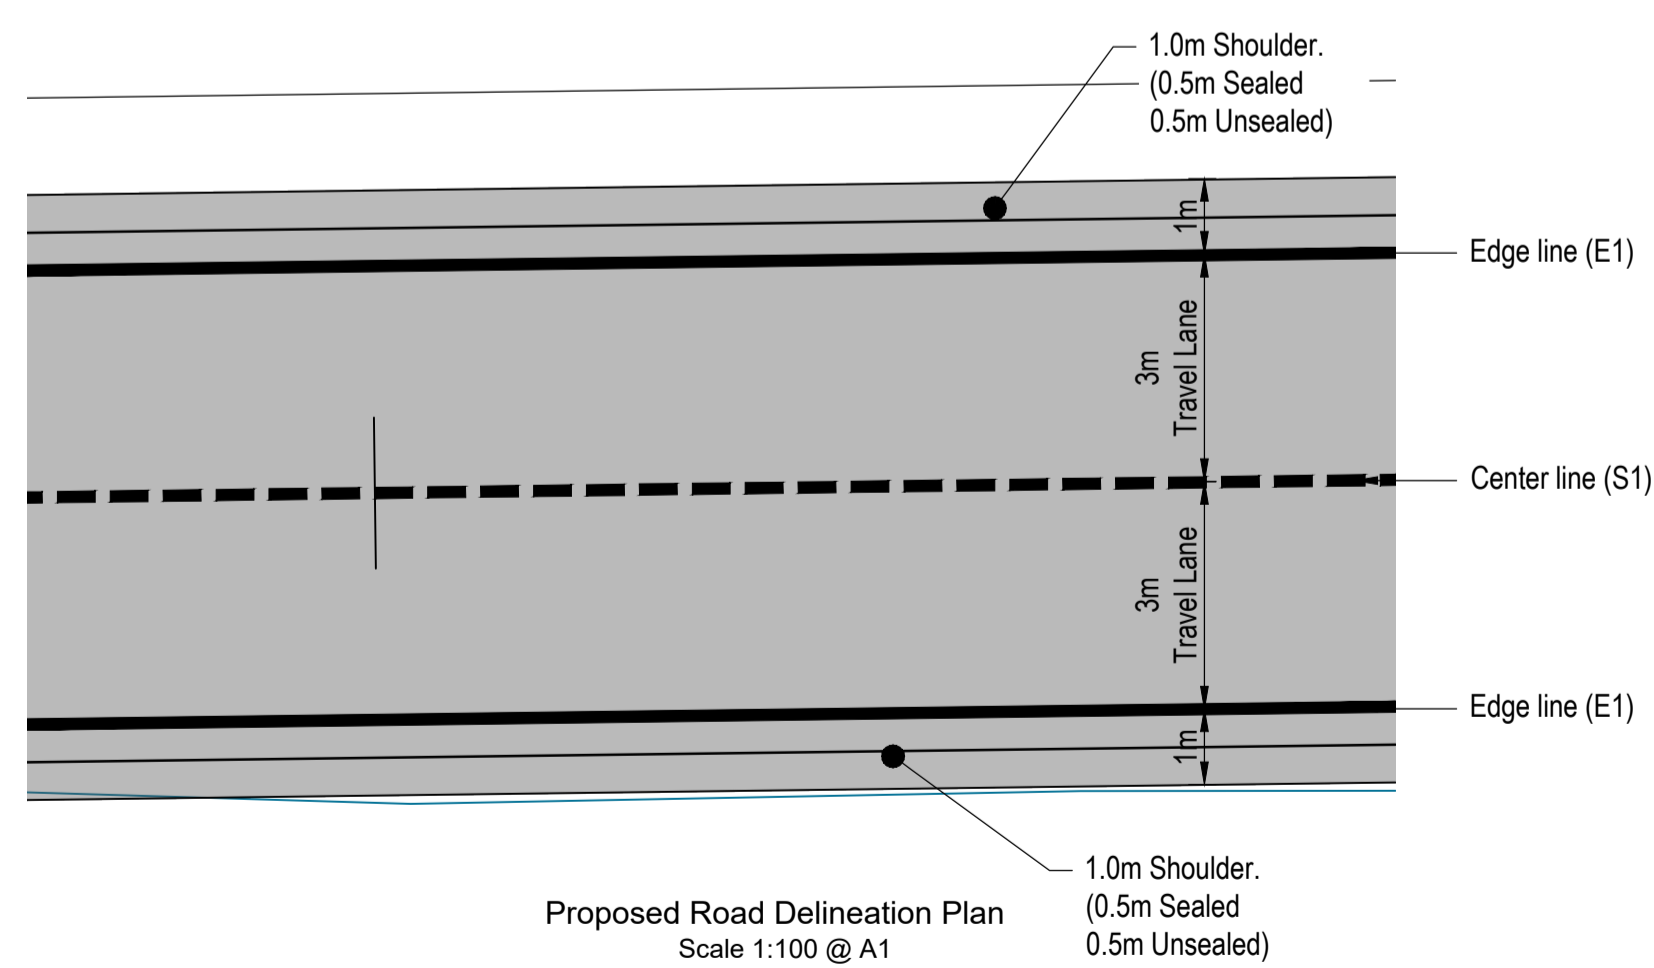 1.0m Shoulder.
(0.5m Sealed
0.5m Unsealed)
1m
Edge line (E1)
3m
Travel Lane
Center line (S1)
3m
Travel Lane
Edge line (E1)
1m
1.0m Shoulder.
(0.5m Sealed
0.5m Unsealed)
Proposed Road Delineation Plan
Scale 1:100 @ A1